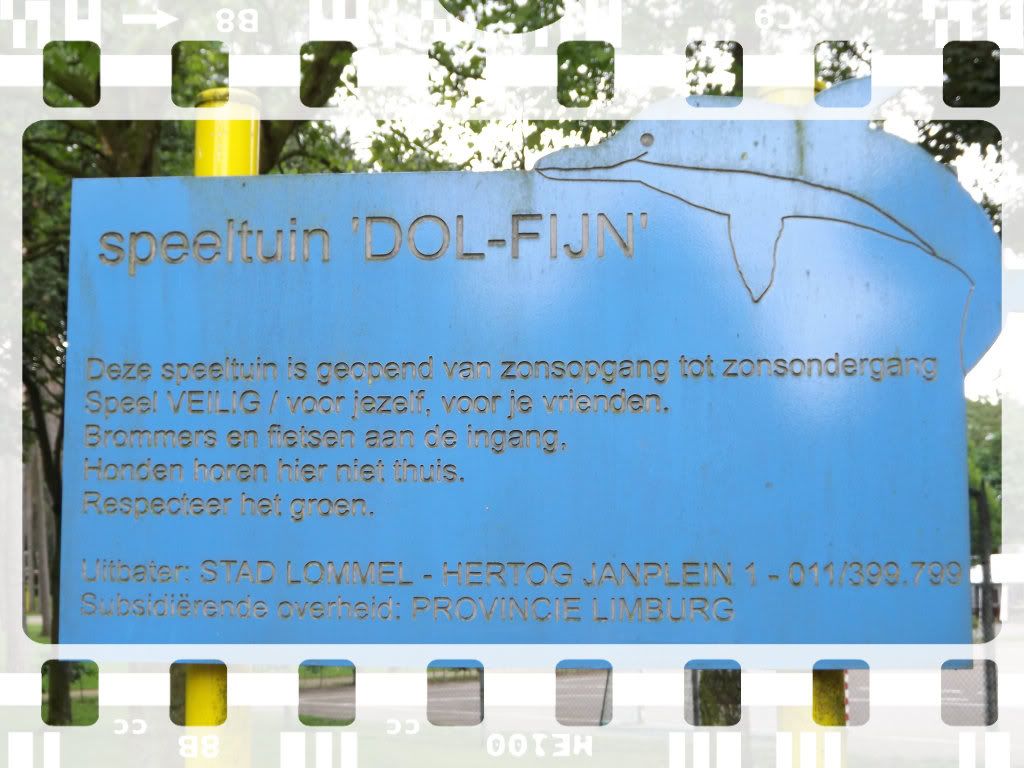 speeltuin 'DOL-FIJN'
Deze speeltuin is geopend van zonsopgang tot zonsondergang
Speel VEILIG / voor jezelf, voor je vrienden.
Brommers en fietsen aan de ingang,
Honden horen hier niet thuis.
Respecteer het groen.
Uitbater: STAD LOMMEL - HERTOG JANPLEIN 1 - 011/399.799
Subsidiërende overheid: PROVINCIE LIMBURG